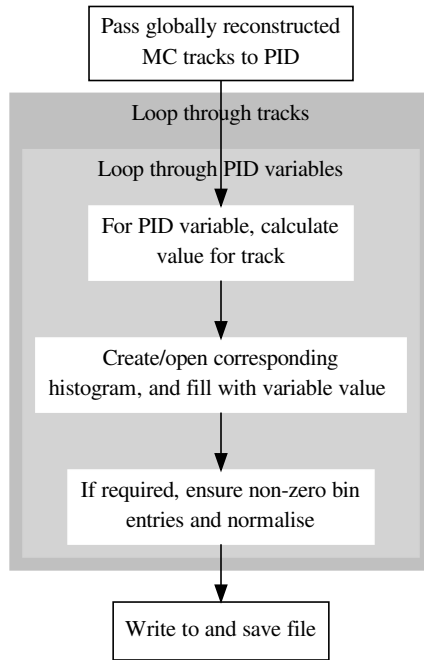 Pass globally reconstructed
MC tracks to PID
Loop through tracks
Loop through PID variables
For PID variable, calculate
value for track
Create/open corresponding
histogram, and fill with variable value
If required, ensure non-zero bin
entries and normalise
Write to and save file